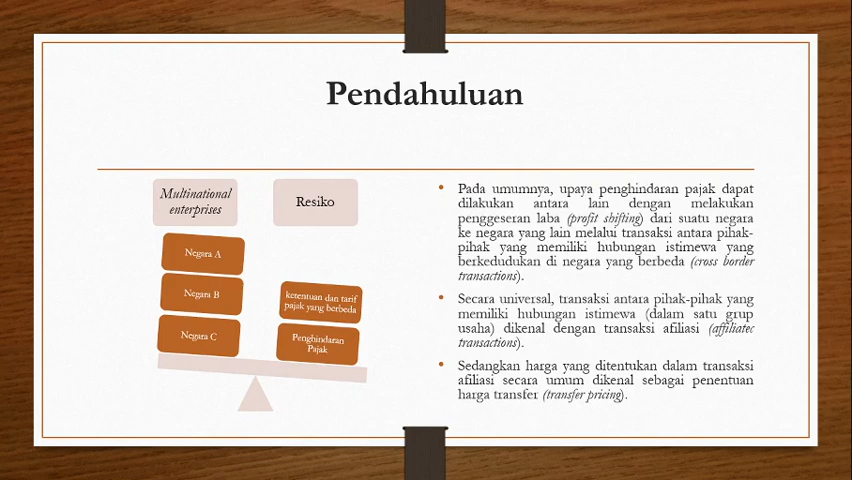 Pendahuluan
Multinational
enterprises
Resiko
Negara A
Negara B
Negara C
ketentuan dan tarif
pajak yang berbeda
Penghindaran
Pajak
• Pada umumnya, upaya penghindaran pajak dapat
dilakukan antara lain dengan melakukan
penggeseran laba (profit shifting) dari suatu negara
ke negara yang lain melalui transaksi antara pihak-
pihak yang memiliki hubungan istimewa yang
berkedudukan di negara yang berbeda (cross border
transactions).
• Secara universal, transaksi antara pihak-pihak yang
memiliki hubungan istimewa (dalam satu grup
usaha) dikenal dengan transaksi afiliasi (affiliatec
transactions).
• Sedangkan harga yang ditentukan dalam transaksi
afiliasi secara umum dikenal sebagai penentuan
harga transfer (transfer pricing).